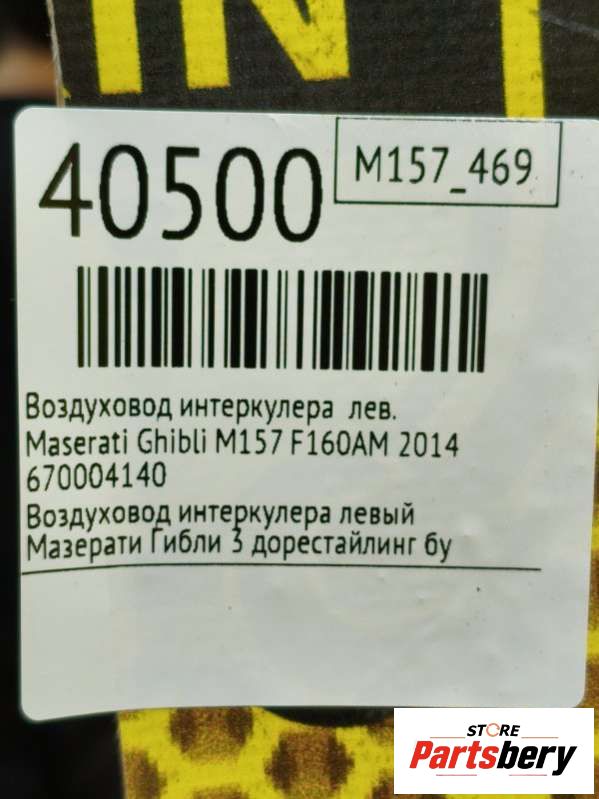 IN
40500
M157_469
Воздуховод интеркулера лев.
Maserati Ghibli M157 F160AM 2014
670004140
Воздуховод интеркулера левый
Мазерати Гибли 3 дорестайлинг бу
STORE
Partsbery